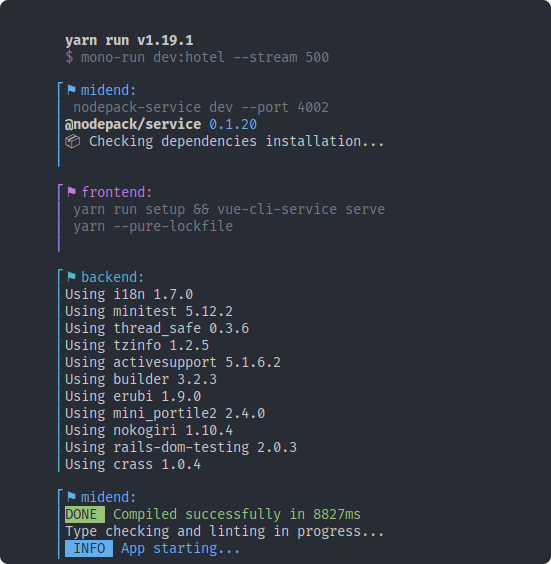 yarn run v1.19.1
$ mono-run dev:hotel --stream 500
⚑ midend:
nodepack-service dev --port 4002
@nodepack/service 0.1.20
📦 Checking dependencies installation...
⚑ frontend:
yarn run setup && vue-cli-service serve
yarn --pure-lockfile
⚑ backend:
Using i18n 1.7.0
Using minitest 5.12.2
Using thread_safe 0.3.6
Using tzinfo 1.2.5
Using activesupport 5.1.6.2
Using builder 3.2.3
Using erubi 1.9.0
Using mini_portile2 2.4.0
Using nokogiri 1.10.4
Using rails-dom-testing 2.0.3
Using crass 1.0.4
⚑ midend:
DONE Compiled successfully in 8827ms
Type checking and linting in progress...
INFO App starting...